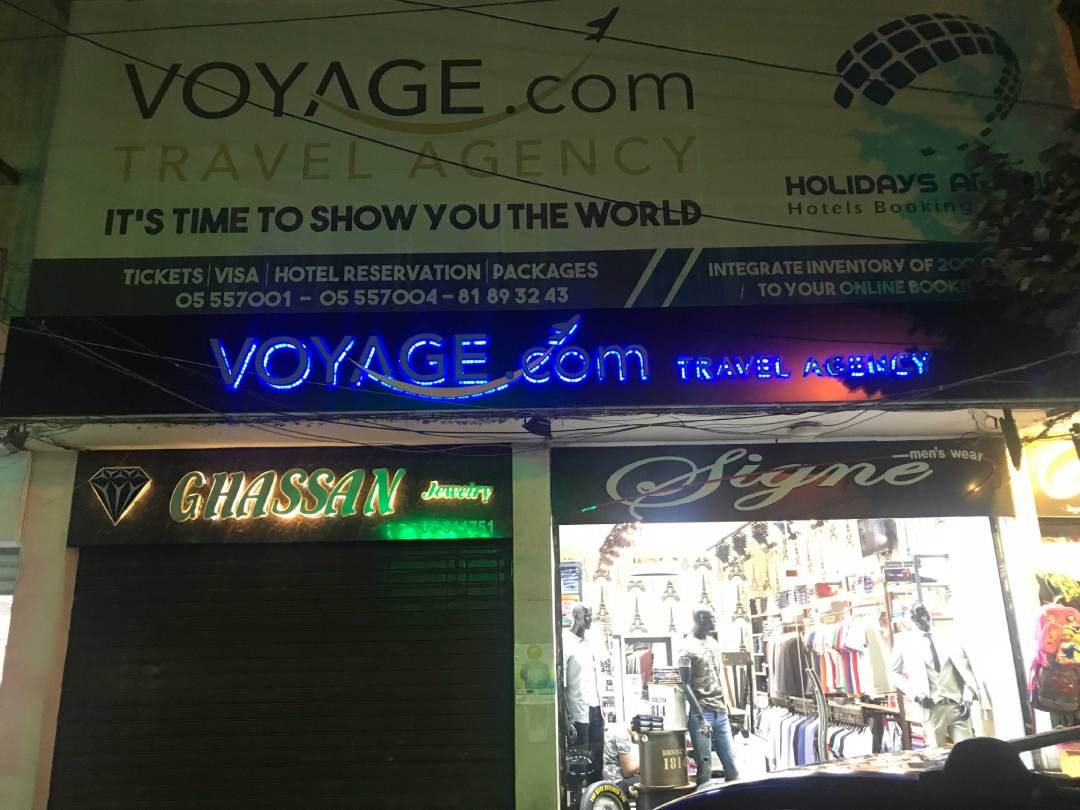 VOYAGE.com
TRAVEL AGENCY
IT'S TIME TO SHOW YOU THE WORLD
HOLIDAYS
Hotels Booking
TICKETS | VISA | HOTEL RESERVATION | PACKAGES
05 557001 – 05 557004 – 81 89 32 43
INTEGRATE INVENTORY OF
TO YOUR ONLINE
VOYAGE.com TRAVEL AGENCY
GHASSAN Jewelry
Signe
men's wear
1814